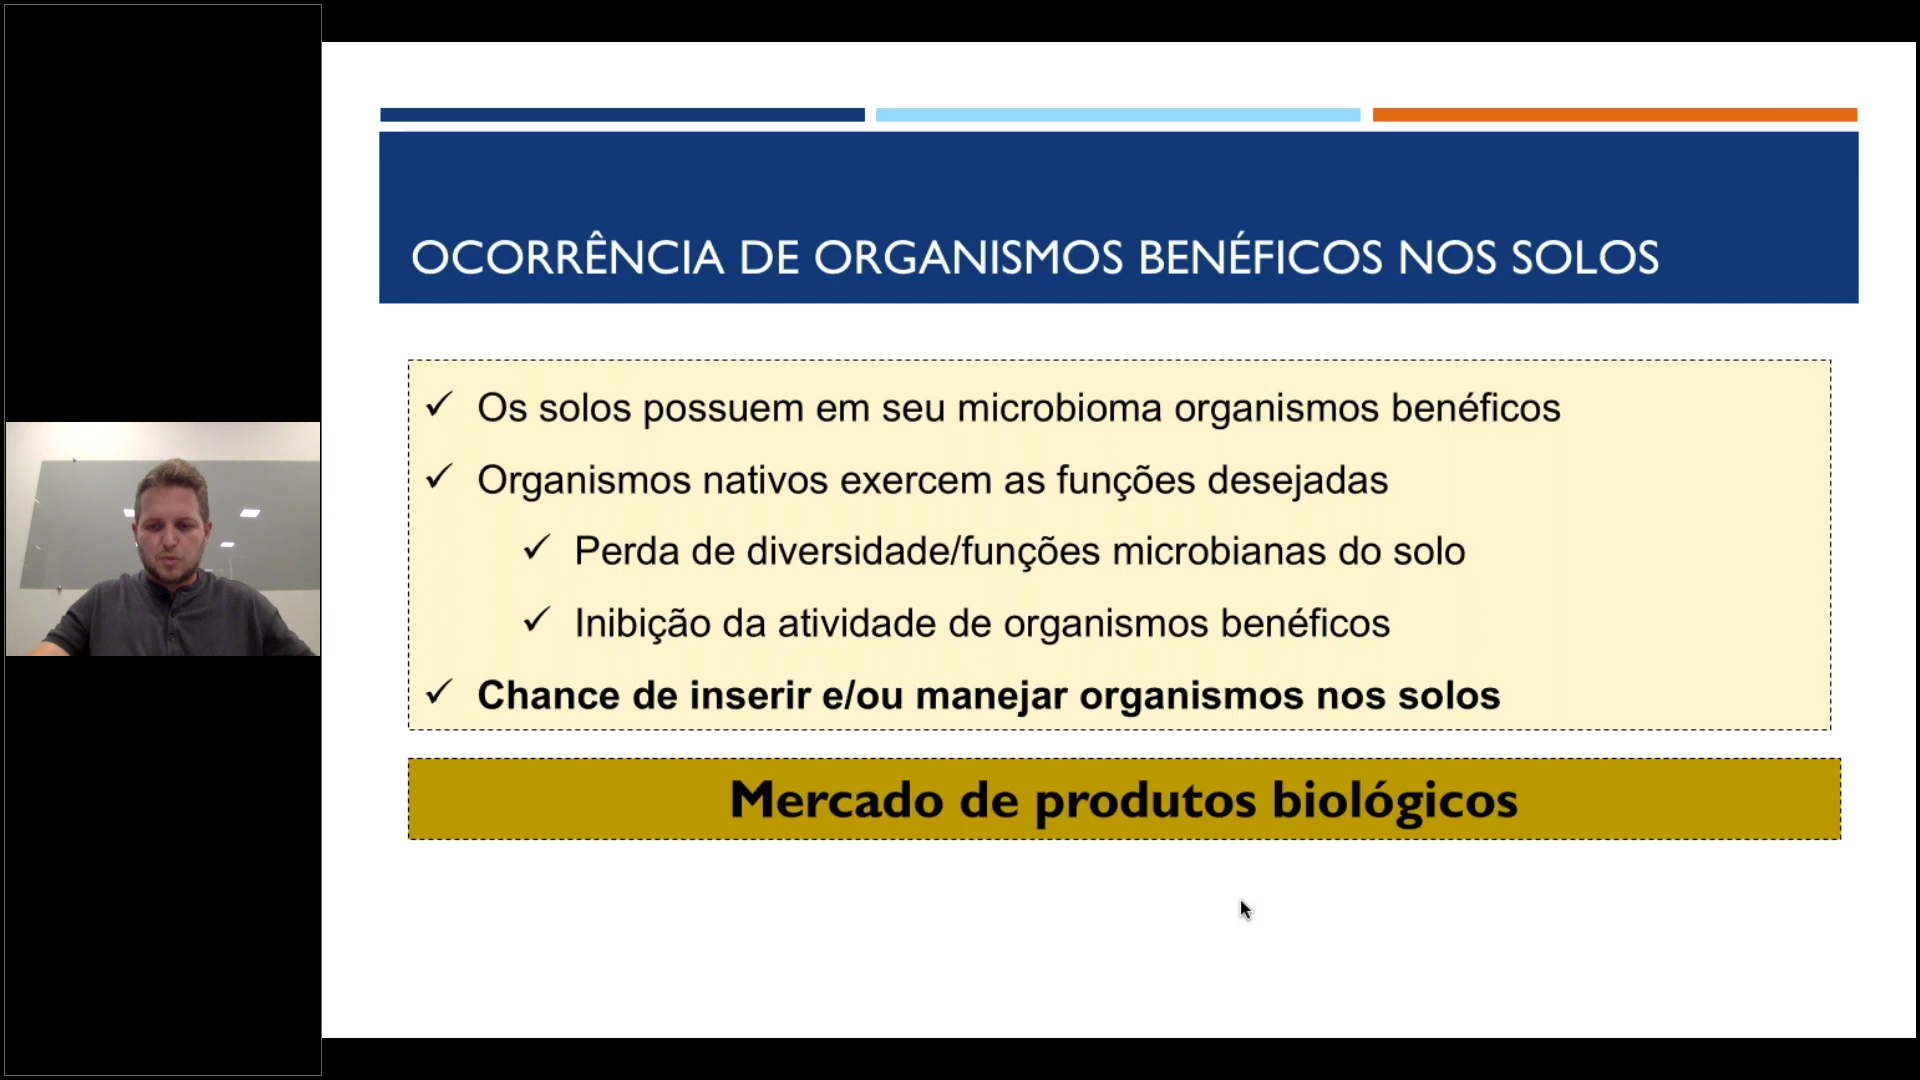 OCORRÊNCIA DE ORGANISMOS BENÉFICOS NOS SOLOS
✓ Os solos possuem em seu microbioma organismos benéficos
✓ Organismos nativos exercem as funções desejadas
✓ Perda de diversidade/funções microbianas do solo
✓ Inibição da atividade de organismos benéficos
✓ Chance de inserir e/ou manejar organismos nos solos
Mercado de produtos biológicos